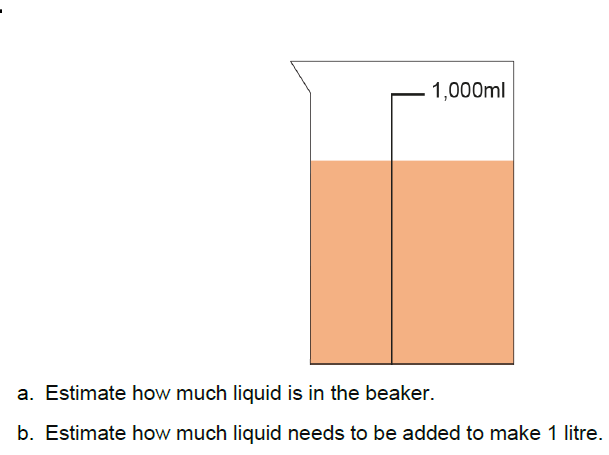 1,000ml
a. Estimate how much liquid is in the beaker.
b. Estimate how much liquid needs to be added to make 1 litre.